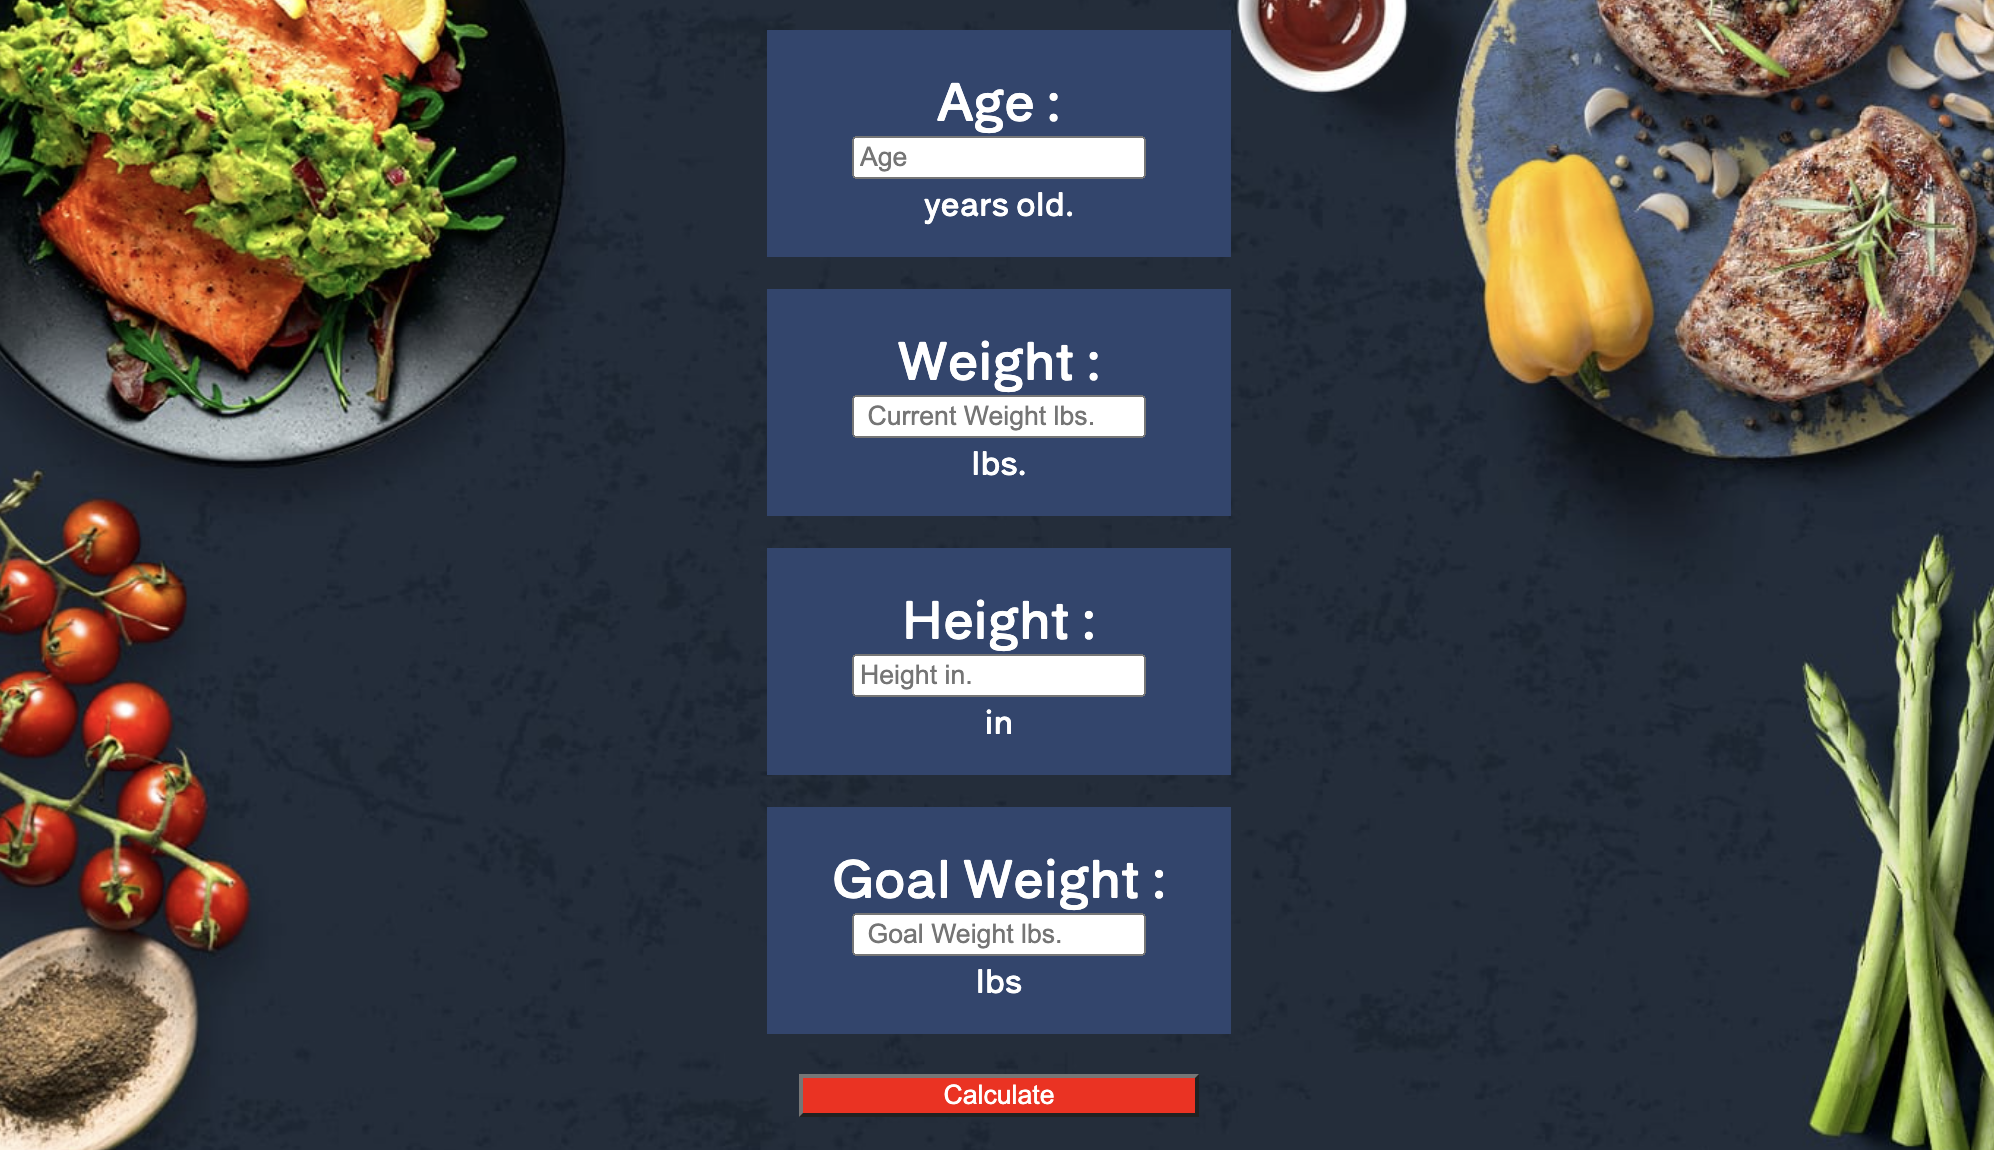 Age :
Age
years old.
Weight :
Current Weight lbs.
lbs.
Height :
Height in.
in
Goal Weight :
Goal Weight lbs.
lbs
Calculate